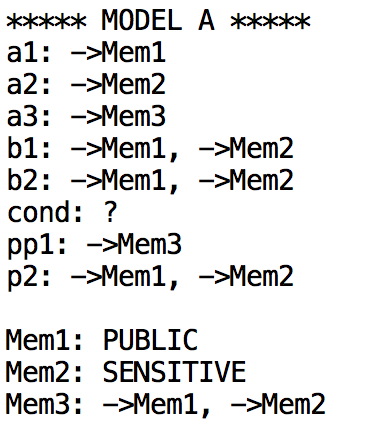 ***** MODEL A *****
a1: ->Mem1
a2: ->Mem2
a3: ->Mem3
b1: ->Mem1, ->Mem2
b2: ->Mem1, ->Mem2
cond: ?
pp1: ->Mem3
p2: ->Mem1, ->Mem2

Mem1: PUBLIC
Mem2: SENSITIVE
Mem3: ->Mem1, ->Mem2